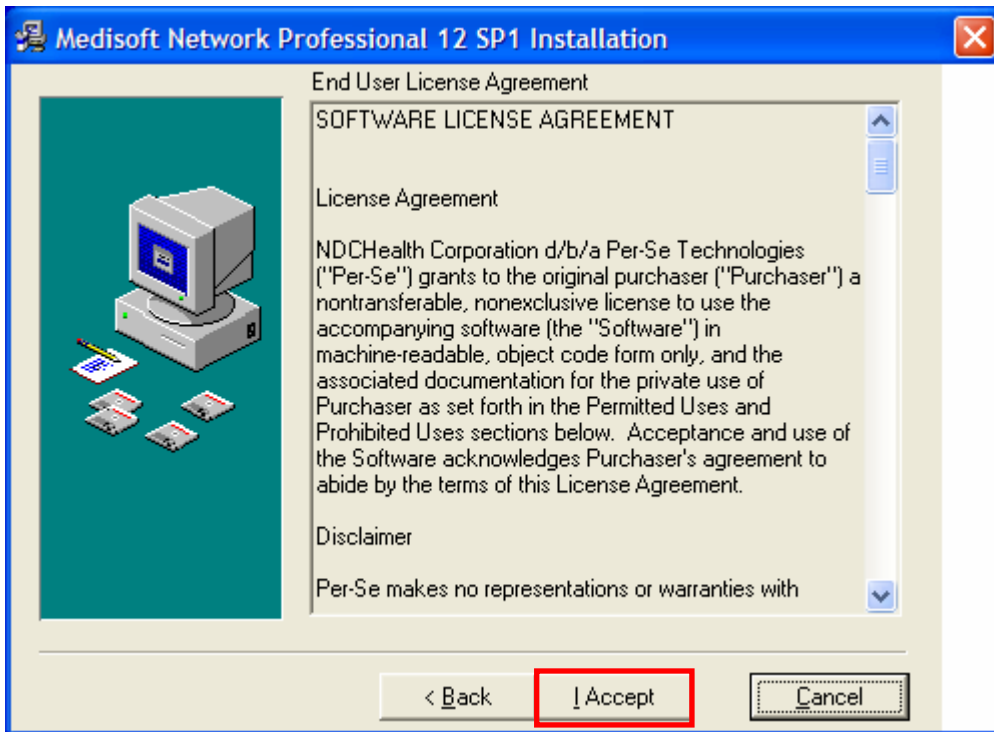 Medisoft Network Professional 12 SP1 Installation
End User License Agreement
SOFTWARE LICENSE AGREEMENT
License Agreement
NDCHealth Corporation d/b/a Per-Se Technologies
("Per-Se") grants to the original purchaser ("Purchaser") a
nontransferable, nonexclusive license to use the
accompanying software (the "Software") in
machine-readable, object code form only, and the
associated documentation for the private use of
Purchaser as set forth in the Permitted Uses and
Prohibited Uses sections below.  Acceptance and use of
the Software acknowledges Purchaser's agreement to
abide by the terms of this License Agreement.
Disclaimer
Per-Se makes no representations or warranties with
< Back
I Accept
Cancel